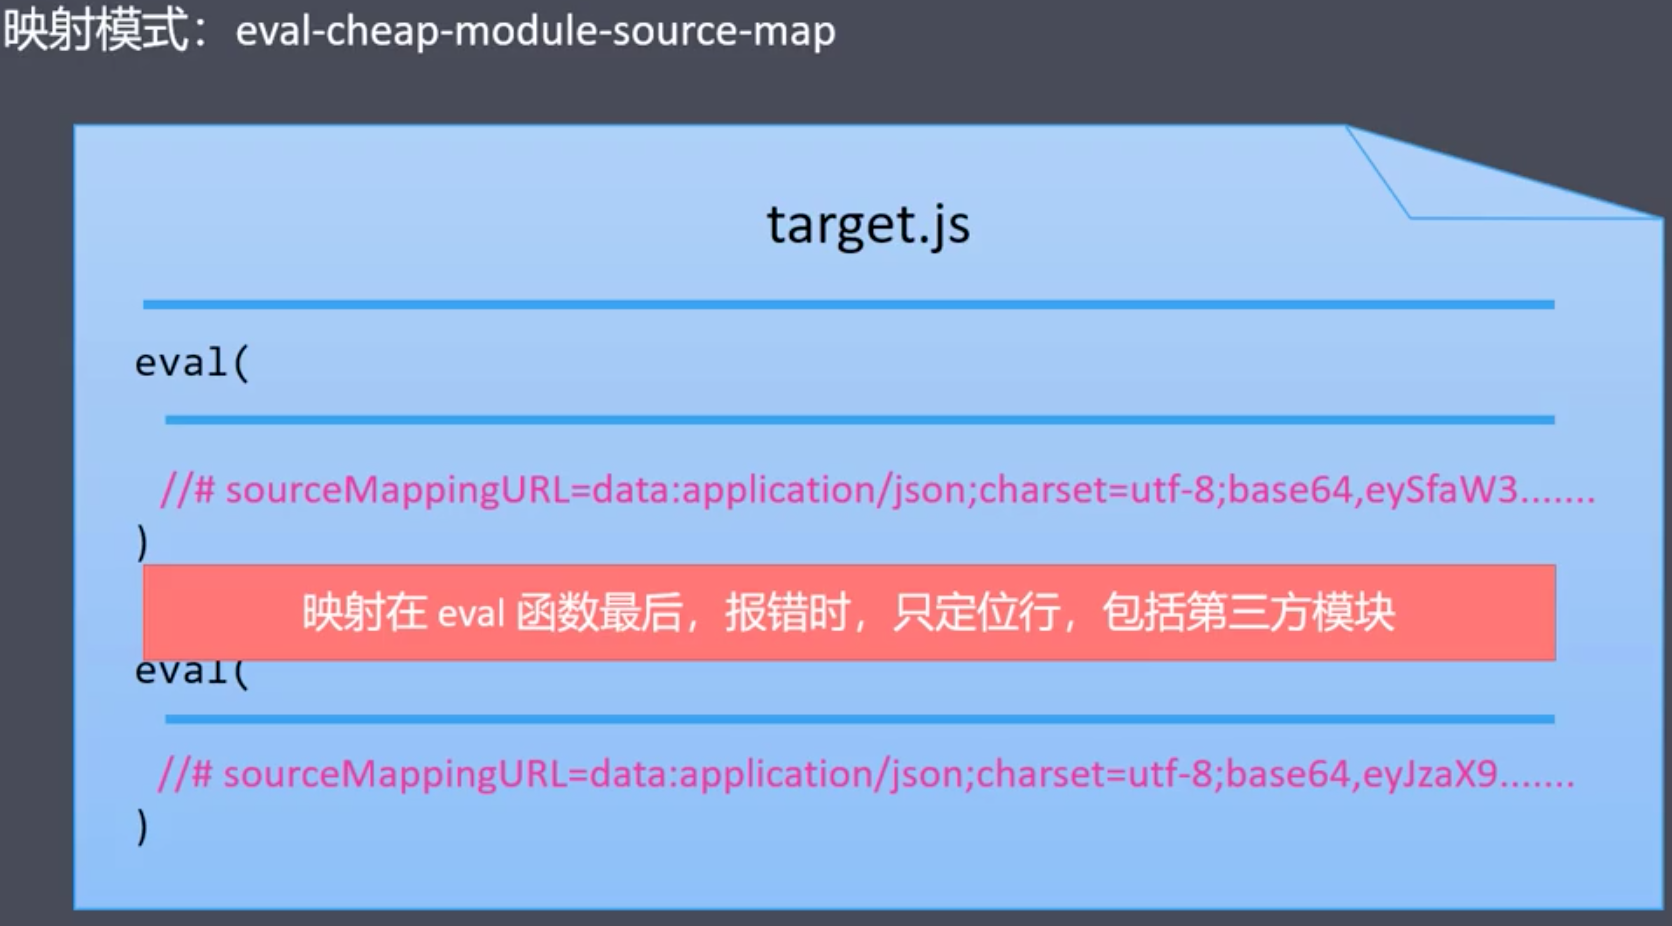 映射模式：eval-cheap-module-source-map
target.js
eval(
//# sourceMappingURL=data:application/json;charset=utf-8;base64,eySfaW3.......
)
映射在 eval 函数最后，报错时，只定位行，包括第三方模块
eval(
//# sourceMappingURL=data:application/json;charset=utf-8;base64,eyJzaX9.......
)